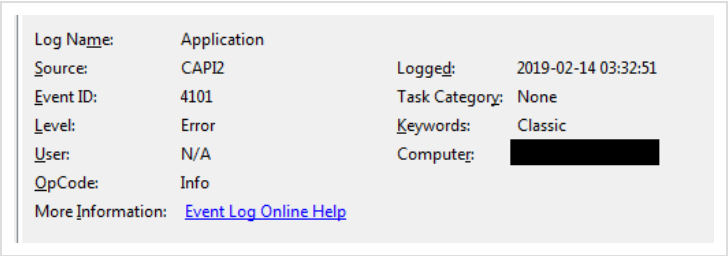 Log Name: Application
Source: CAPI2 Logged: 2019-02-14 03:32:51
Event ID: 4101 Task Category: None
Level: Error Keywords: Classic
User: N/A Computer:
OpCode: Info
More Information: Event Log Online Help